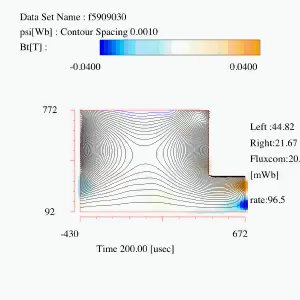 Data Set Name : f5909030
psi[Wb] : Contour Spacing 0.0010
Bt[T] :
-0.0400 0.0400
772
Left :44.82
Right:21.67
Fluxcom:20.
[mWb]
rate:96.5
92
-430 672
Time 200.00 [usec]